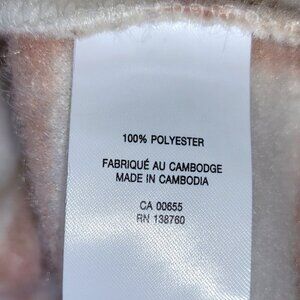 100% POLYESTER
FABRIQUÉ AU CAMBODGE
MADE IN CAMBODIA
CA 00655
RN 138760